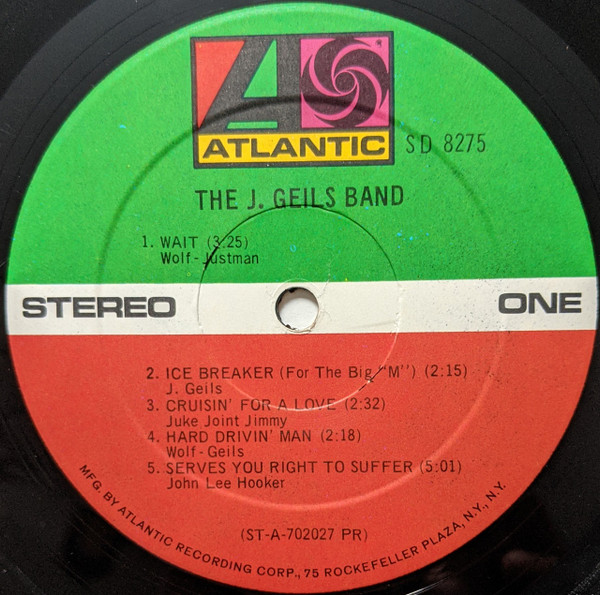 ATLANTIC
SD 8275
THE J. GEILS BAND
1. WAIT (3:25)
Wolf-Justman
STEREO ONE
2. ICE BREAKER (For The Big "M") (2:15)
J. Geils
3. CRUISIN' FOR A LOVE (2:32)
Juke Joint Jimmy
4. HARD DRIVIN' MAN (2:18)
Wolf-Geils
5. SERVES YOU RIGHT TO SUFFER (5:01)
John Lee Hooker
(ST-A-702027 PR)
MFG. BY ATLANTIC RECORDING CORP., 75 ROCKEFELLER PLAZA, N.Y., N.Y.